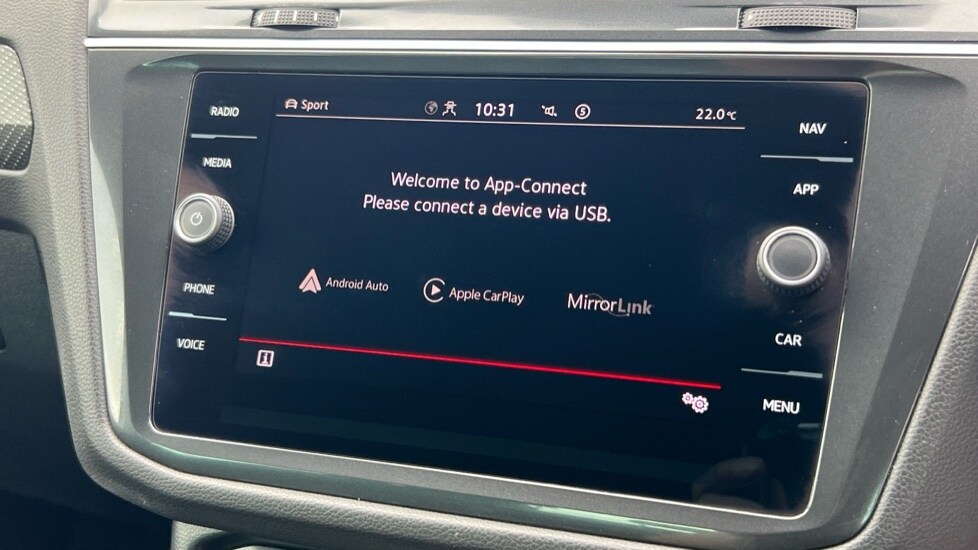 RADIO
MEDIA
PHONE
VOICE
Sport 10:31 S 22.0°C
Welcome to App-Connect
Please connect a device via USB.
Android Auto Apple CarPlay MirrorLink
i
NAV
APP
CAR
MENU